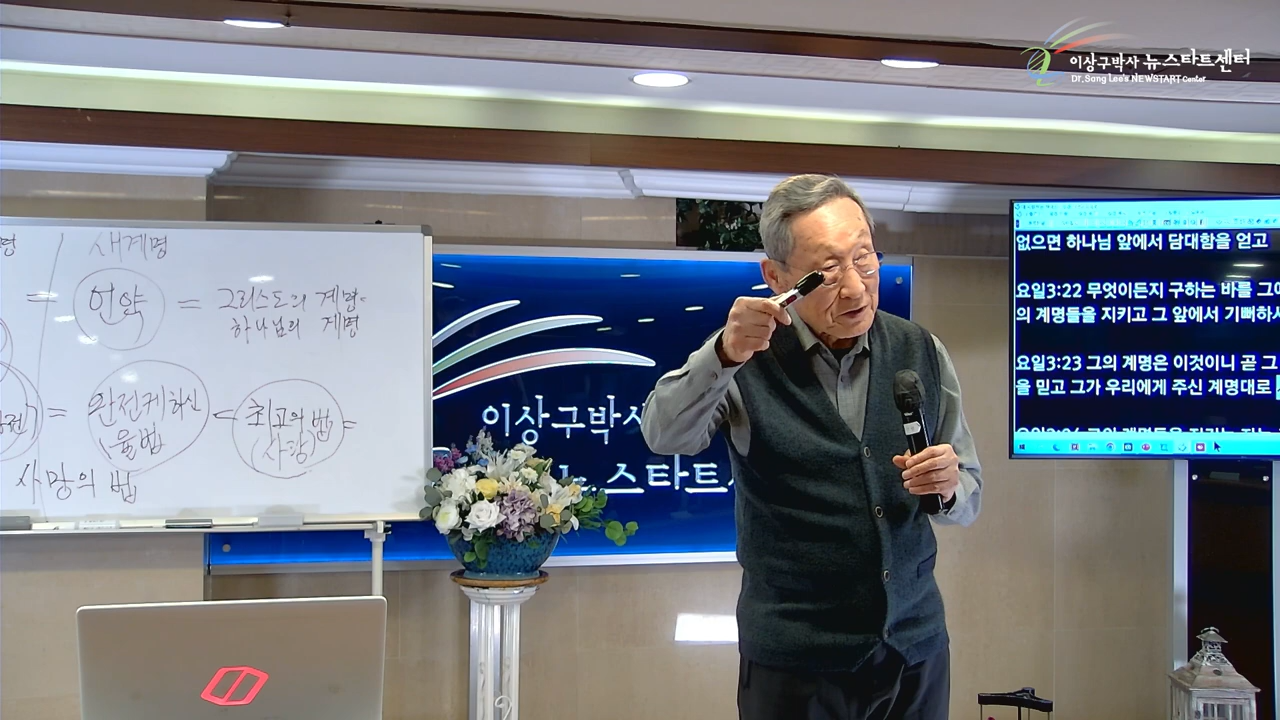 이상구박사 뉴스타트센터
Dr. Sang Lee's NEWSTART Center
명 새계명
= 언약 = 그리스도의 계명
하나님의 계명
= 완전케 하신 율법 = 최고의 법 =
사랑
사망의 법
이상구박사
뉴스타트
없으면 하나님 앞에서 담대함을 얻고
요일3:22 무엇이든지 구하는 바를 그에
의 계명들을 지키고 그 앞에서 기뻐하시
요일3:23 그의 계명은 이것이니 곧 그
을 믿고 그가 우리에게 주신 계명대로